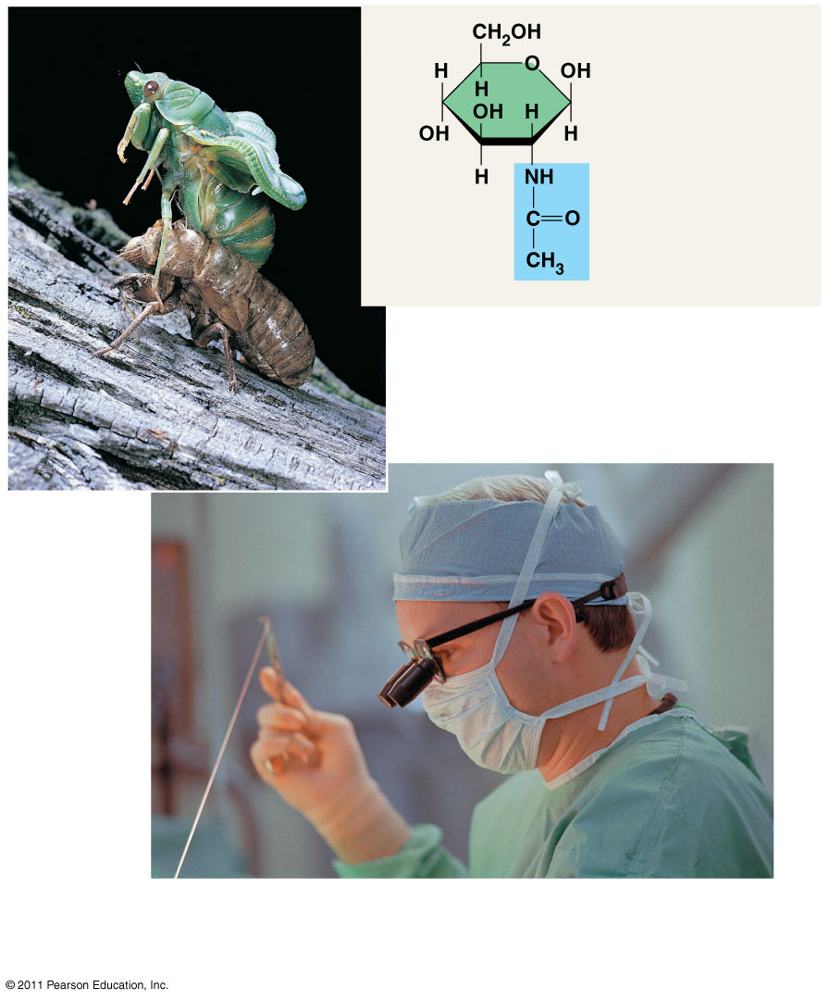 CH2OH
H O OH
H
OH H
OH H
H NH
C=O
CH3
© 2011 Pearson Education, Inc.